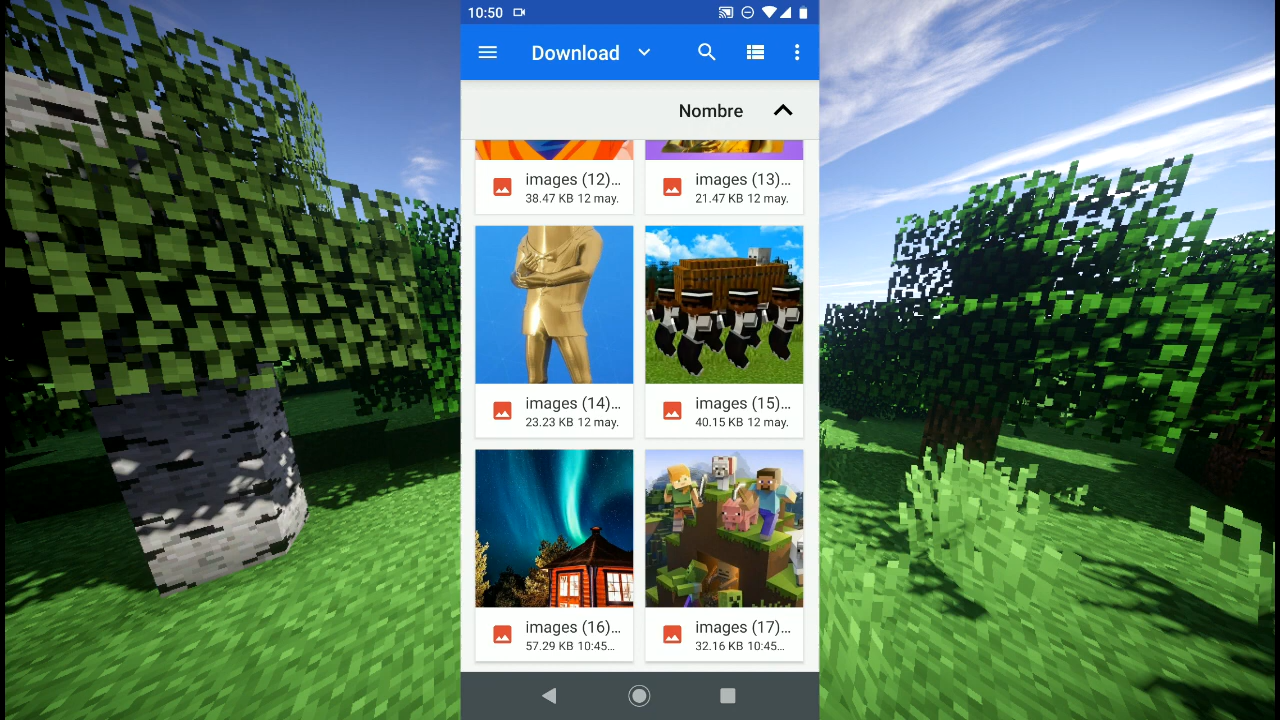 10:50
Download
Nombre
images (12)...
38.47 KB 12 may.
images (13)...
21.47 KB 12 may.
images (14)...
23.23 KB 12 may.
images (15)...
40.15 KB 12 may.
images (16)...
57.29 KB 10:45...
images (17)...
32.16 KB 10:45...